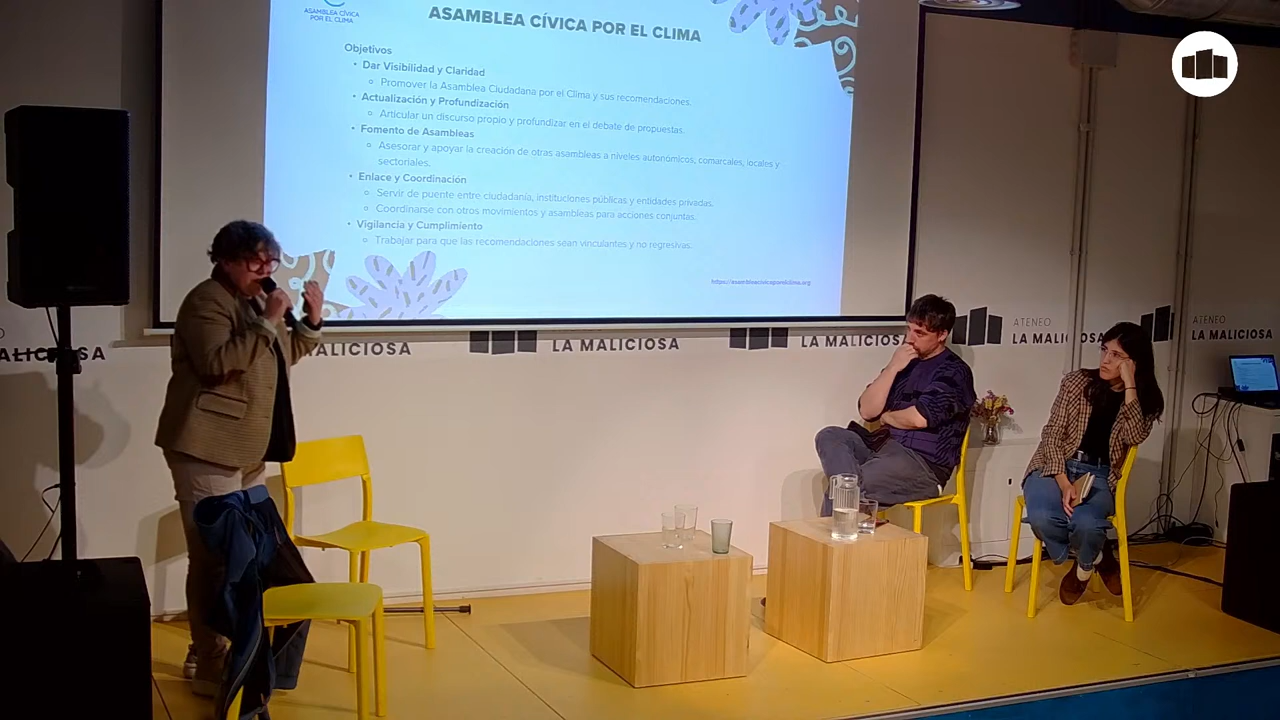 ASAMBLEA CÍVICA
POR EL CLIMA
ASAMBLEA CÍVICA POR EL CLIMA
Objetivos
• Dar Visibilidad y Claridad
Promover la Asamblea Ciudadana por el Clima y sus recomendaciones.
• Actualización y Profundización
Articular un discurso propio y profundizar en el debate de propuestas.
• Fomento de Asambleas
Asesorar y apoyar la creación de otras asambleas a niveles autonómicos, comarcales, locales y
sectoriales.
• Enlace y Coordinación
Servir de puente entre ciudadanía, instituciones públicas y entidades privadas.
Coordinarse con otros movimientos y asambleas para acciones conjuntas.
• Vigilancia y Cumplimiento
Trabajar para que las recomendaciones sean vinculantes y no regresivas.
MALICIOSA
LA MALICIOSA
LA MALICIOSA
ATENEO
LA MALICIOSA
ATENEO
LA MALICIOSA